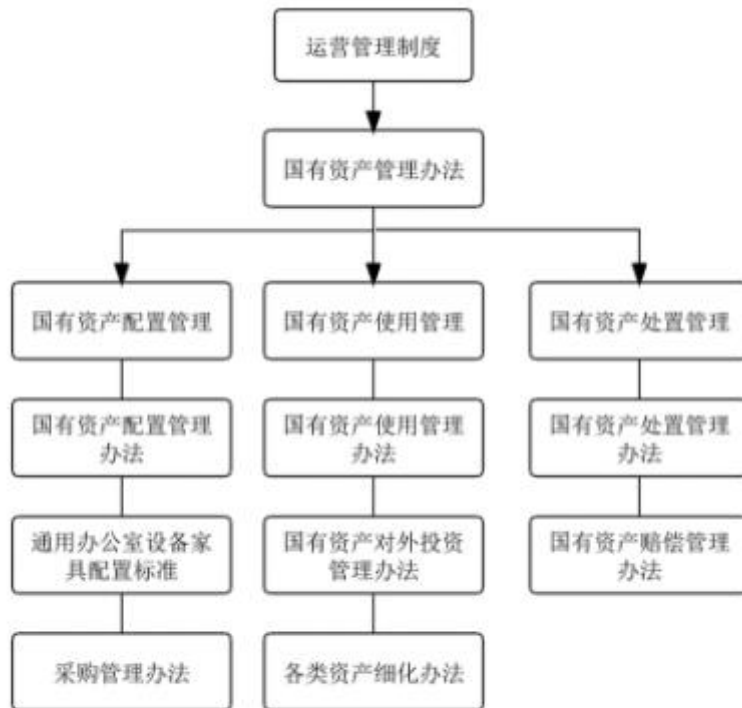 运营管理制度
国有资产管理办法
国有资产配置管理
国有资产使用管理
国有资产处置管理
国有资产配置管理
办法
国有资产使用管理
办法
国有资产处置管理
办法
通用办公室设备家
具配置标准
国有资产对外投资
管理办法
国有资产赔偿管理
办法
采购管理办法
各类资产细化办法